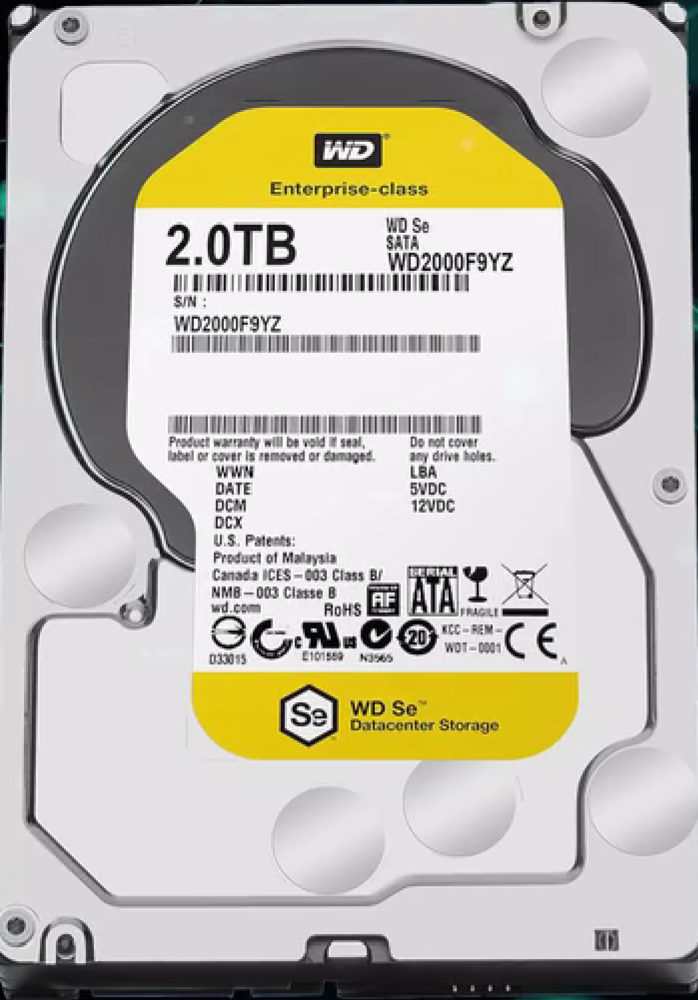 WD®
Enterprise-class
2.0TB
WD Se
SATA
WD2000F9YZ
S/N :
WD2000F9YZ
Product warranty will be void if seal,
label or cover is removed or damaged.
Do not cover
any drive holes.
WWN
LBA
DATE
5VDC
DCM
12VDC
DCX
U.S. Patents:
Product of Malaysia
Canada ICES-003 Class B/
NMB-003 Classe B
wd.com
RoHS
AF
SERIAL
ATA
FRAGILE
D33015
c RU us
E101559
N3565
20
KCC-REM-
WDT-0001
CE
A
Se™
WD Se™
Datacenter Storage